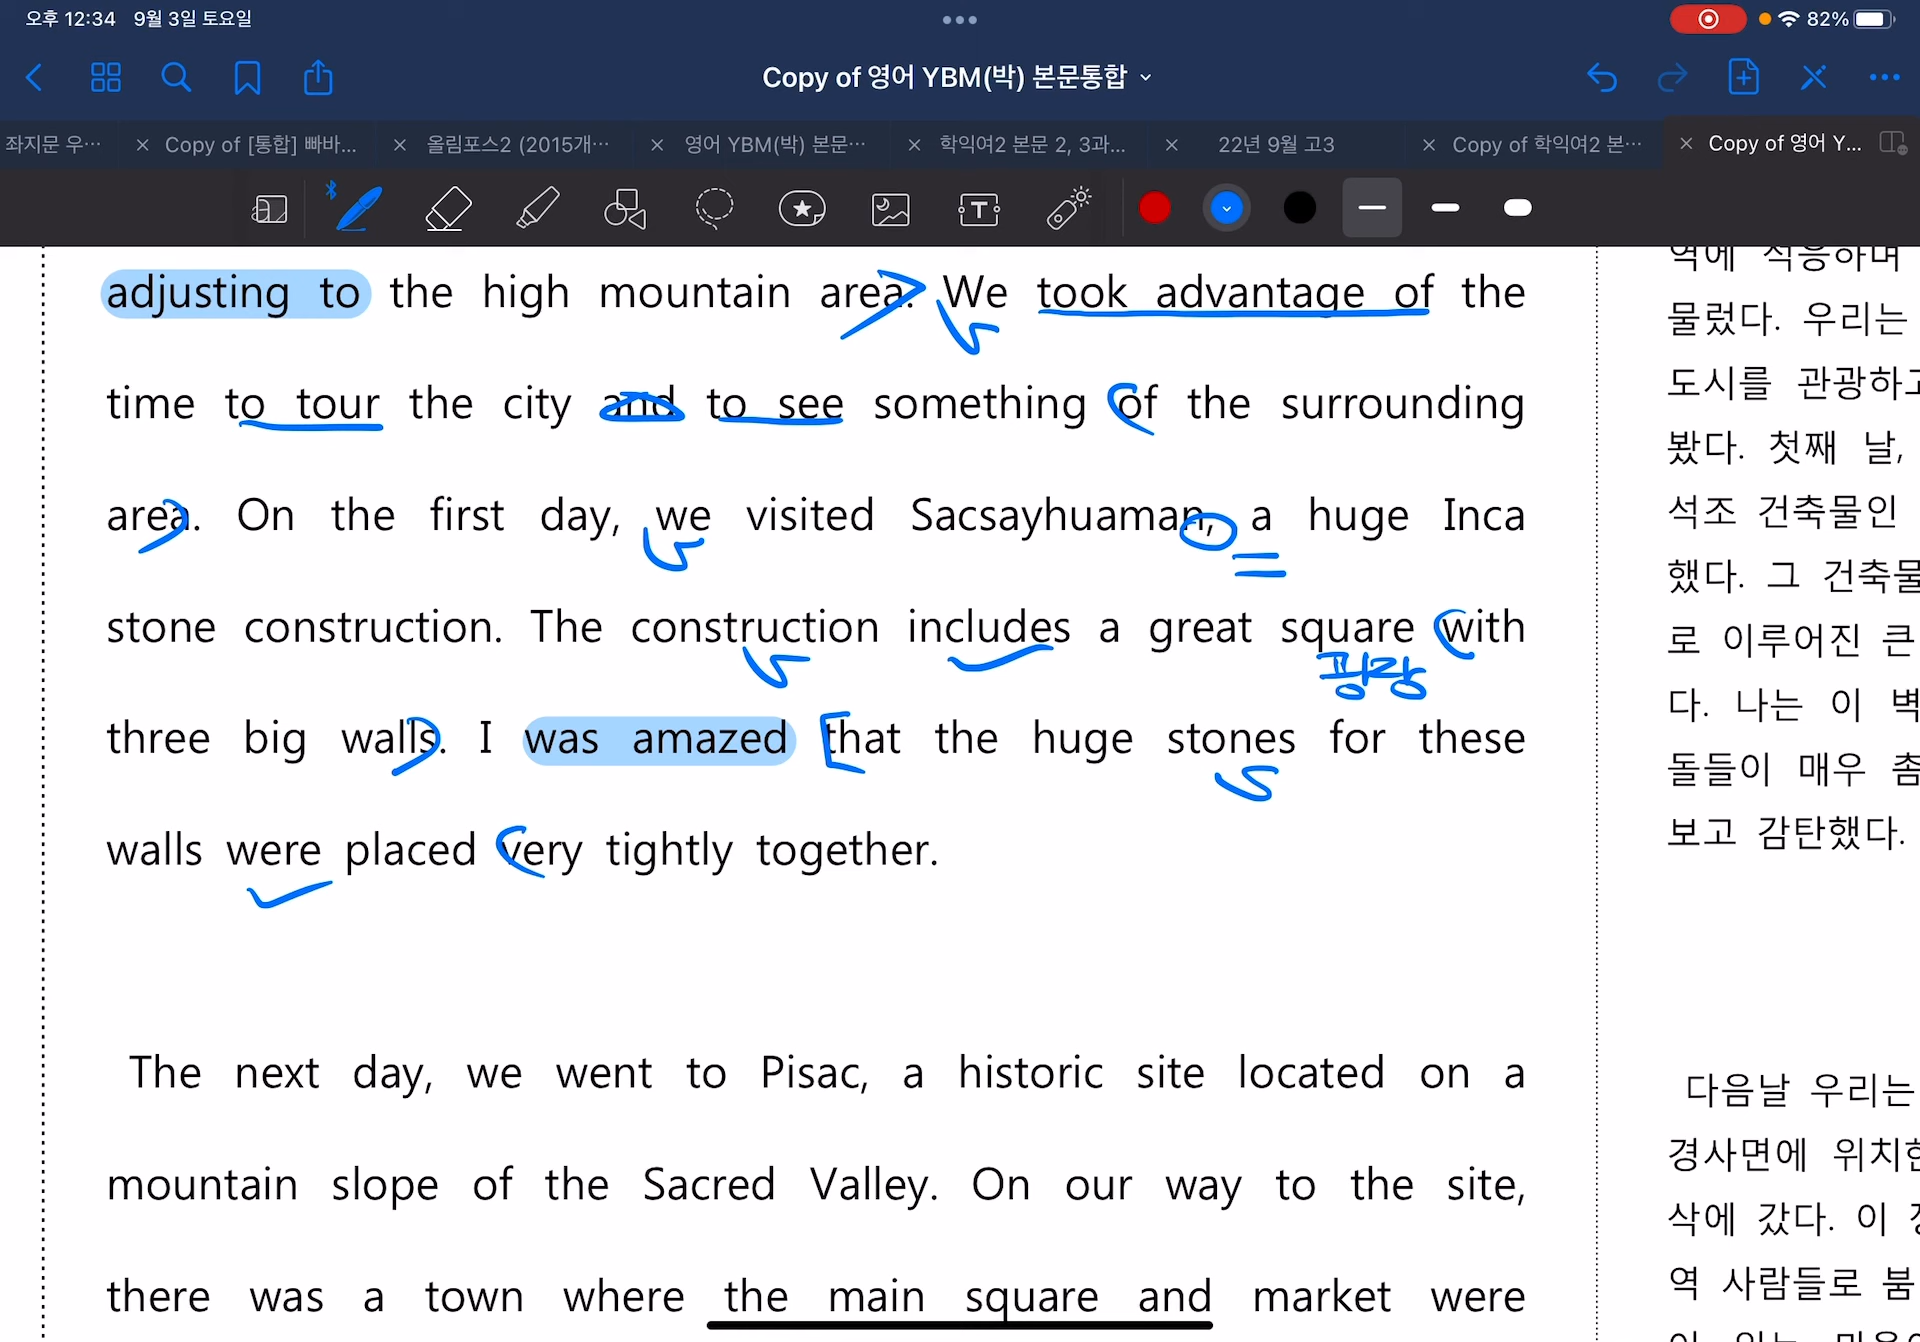 오후 12:34 9월 3일 토요일
82%
Copy of 영어 YBM(박) 본문통합
좌지문 우… Copy of [통합] 빠바... 올림포스2 (2015개… 영어 YBM(박) 본문… 학익여2 본문 2, 3과... 22년 9월 고3 Copy of 학익여2 본… Copy of 영어 Y...
adjusting to the high mountain area. We took advantage of the
time to tour the city and to see something of the surrounding
area. On the first day, we visited Sacsayhuaman, a huge Inca
stone construction. The construction includes a great square with
광장
three big walls. I was amazed that the huge stones for these
walls were placed very tightly together.
The next day, we went to Pisac, a historic site located on a
mountain slope of the Sacred Valley. On our way to the site,
there was a town where the main square and market were
역에 적응하며
물렀다. 우리는
도시를 관광하고
봤다. 첫째 날,
석조 건축물인
했다. 그 건축물
로 이루어진 큰
다. 나는 이 벽
돌들이 매우 촘
보고 감탄했다.
다음날 우리는
경사면에 위치한
삭에 갔다. 이
역 사람들로 붐